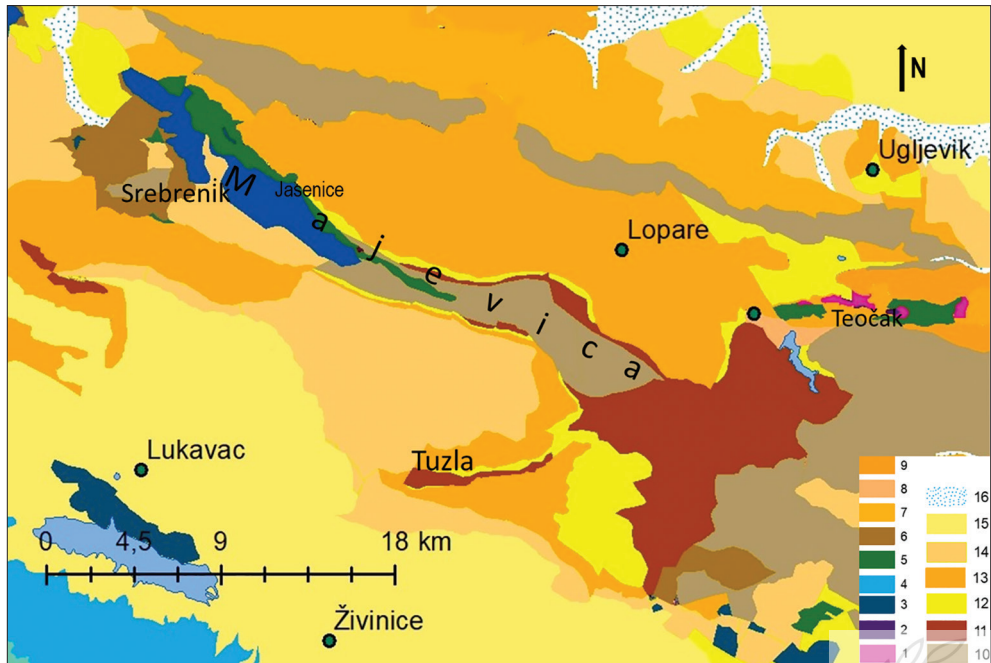 N
Ugljevik
Srebrenik
Jasenice
Majevica
Lopare
Teočak
Lukavac
Tuzla
0 4,5 9 18 km
Živinice
9
8
7
6
5
4
3
2
1
16
15
14
13
12
11
10